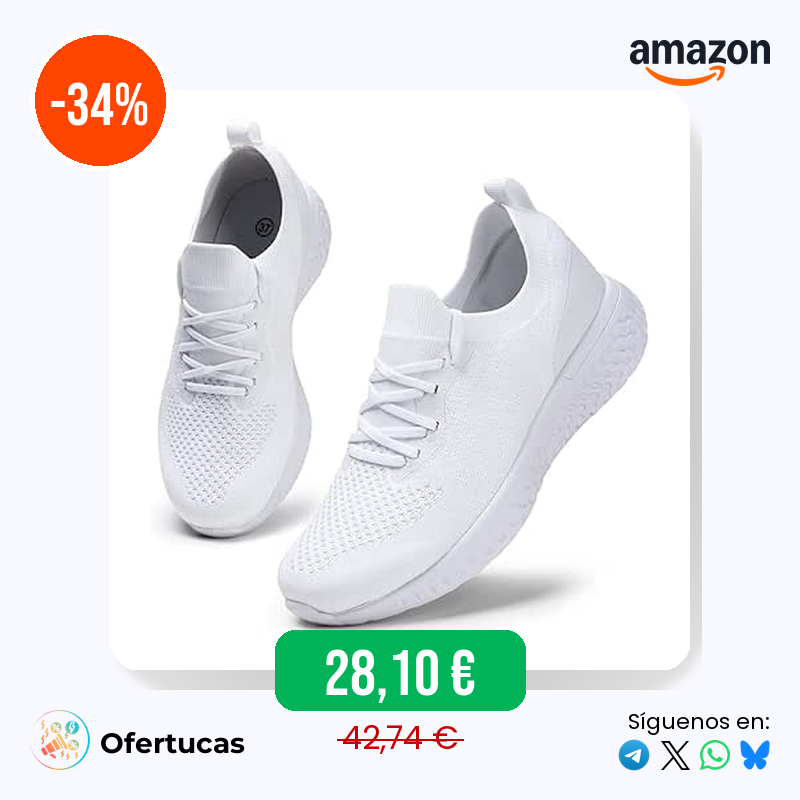 -34%
amazon
37
28,10 €
42,74 €
Ofertucas
Síguenos en: